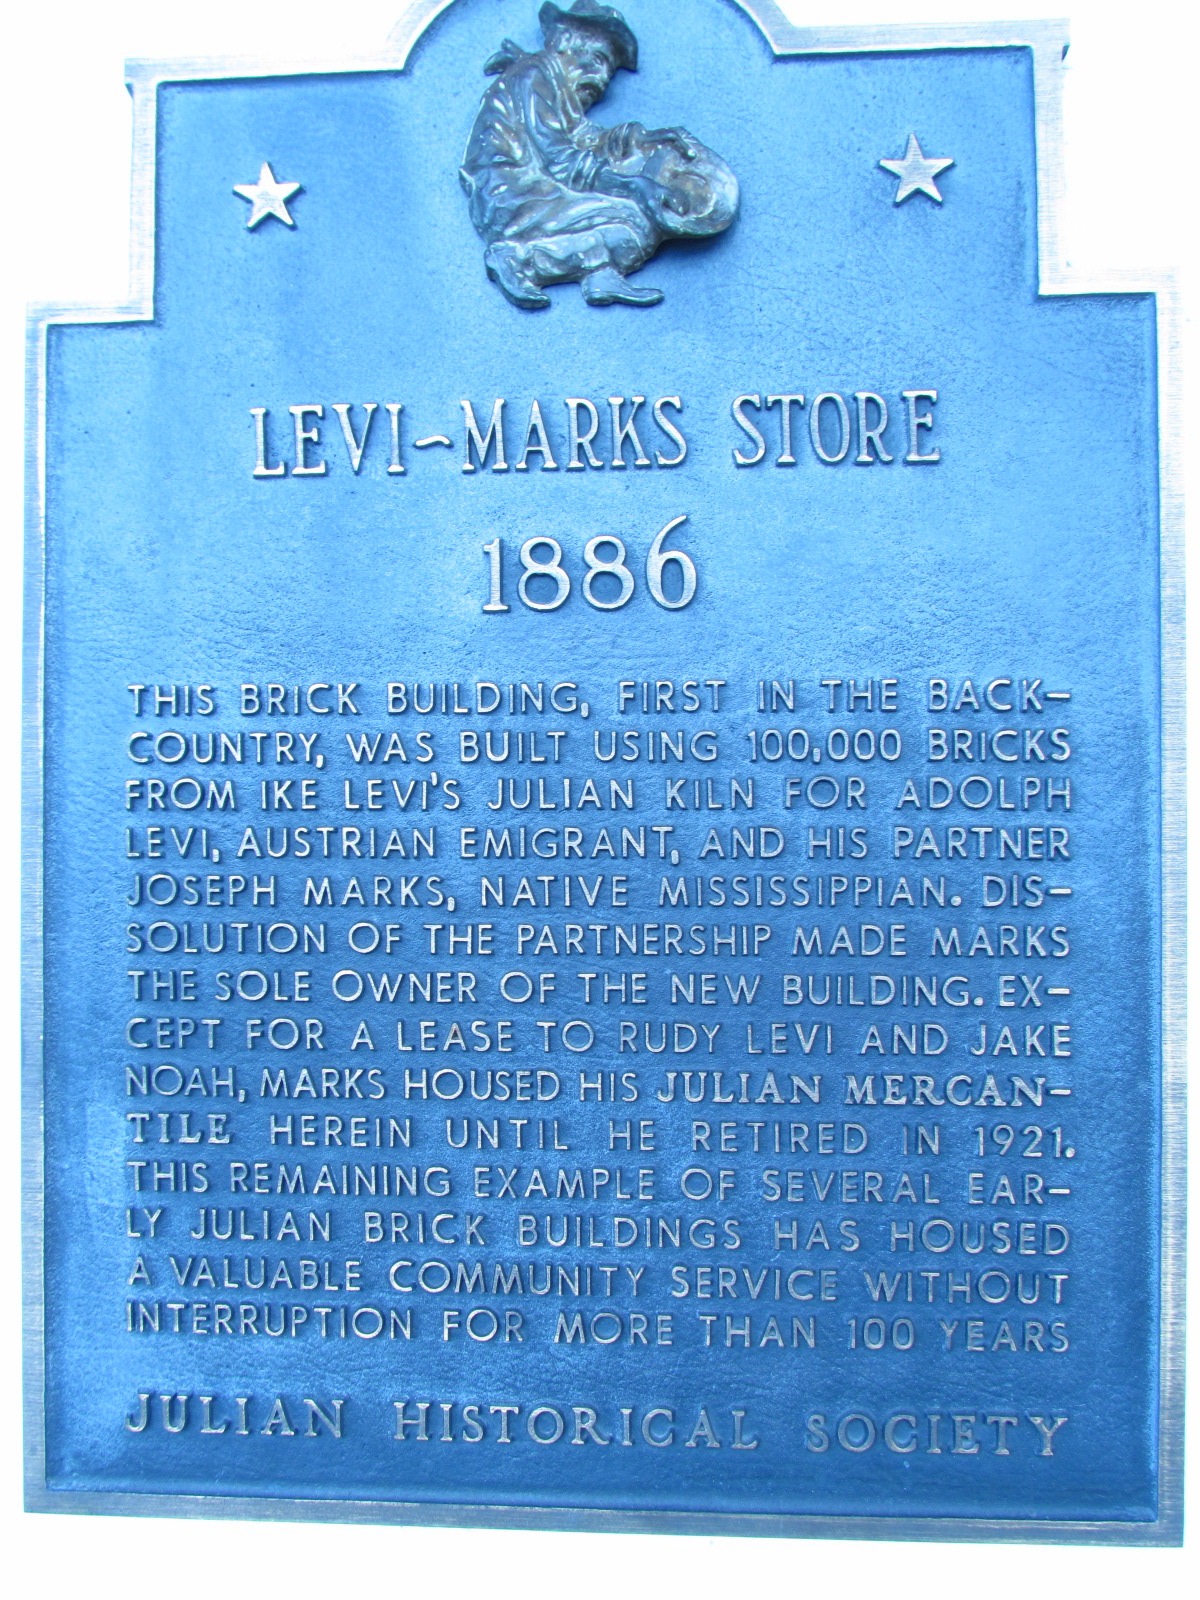 LEVI~MARKS STORE
1886
THIS BRICK BUILDING, FIRST IN THE BACK-
COUNTRY, WAS BUILT USING 100,000 BRICKS
FROM IKE LEVI'S JULIAN KILN FOR ADOLPH
LEVI, AUSTRIAN EMIGRANT, AND HIS PARTNER
JOSEPH MARKS, NATIVE MISSISSIPPIAN. DIS-
SOLUTION OF THE PARTNERSHIP MADE MARKS
THE SOLE OWNER OF THE NEW BUILDING. EX-
CEPT FOR A LEASE TO RUDY LEVI AND JAKE
NOAH, MARKS HOUSED HIS JULIAN MERCAN-
TILE HEREIN UNTIL HE RETIRED IN 1921.
THIS REMAINING EXAMPLE OF SEVERAL EAR-
LY JULIAN BRICK BUILDINGS HAS HOUSED
A VALUABLE COMMUNITY SERVICE WITHOUT
INTERRUPTION FOR MORE THAN 100 YEARS
JULIAN HISTORICAL SOCIETY